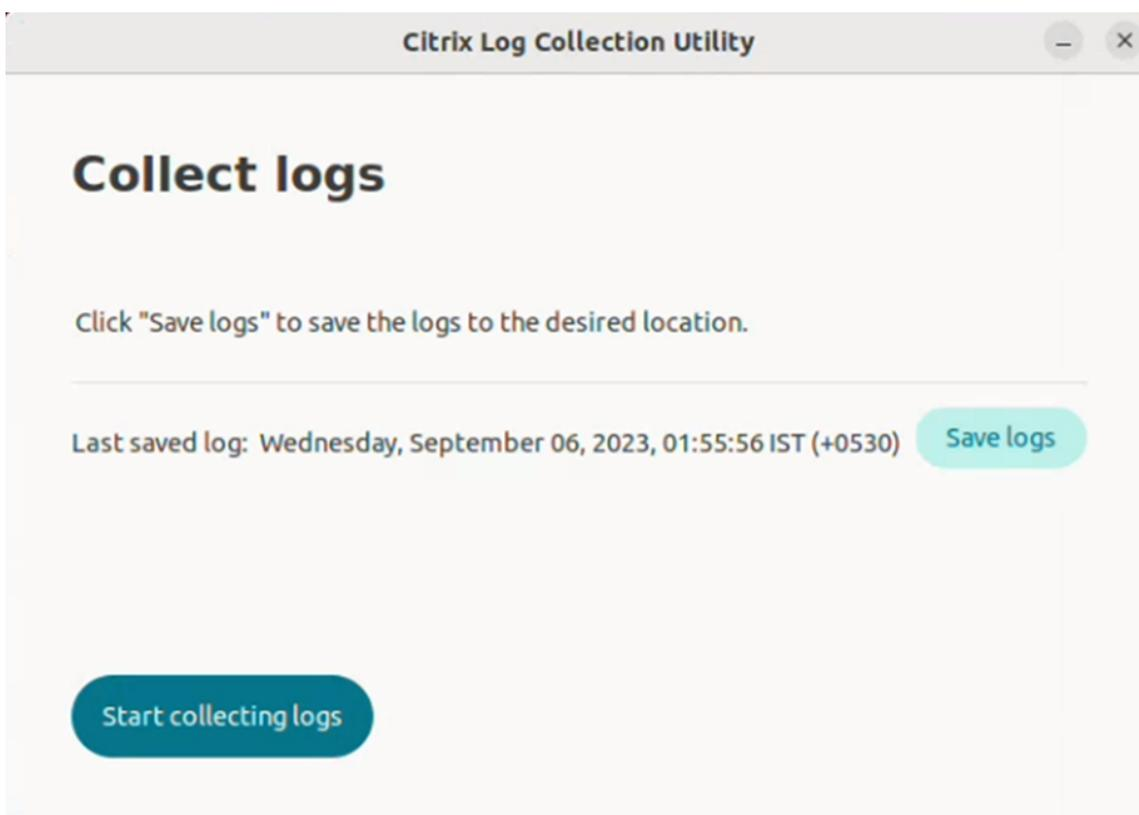 Citrix Log Collection Utility
Collect logs
Click "Save logs" to save the logs to the desired location.
Last saved log: Wednesday, September 06, 2023, 01:55:56 IST (+0530) Save logs
Start collecting logs